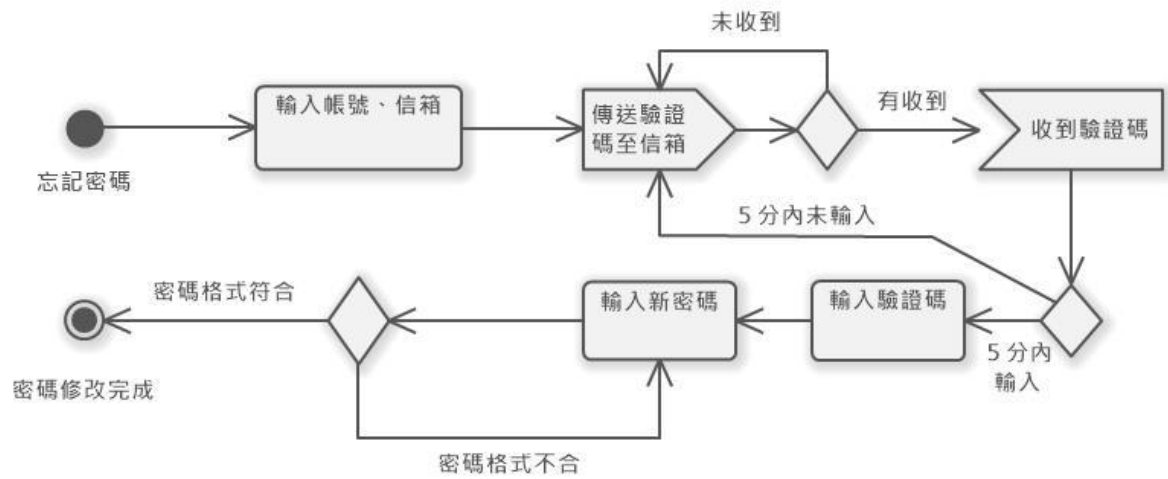 未收到
輸入帳號、信箱
傳送驗證
碼至信箱
有收到
收到驗證碼
忘記密碼
5分內未輸入
密碼格式符合
輸入新密碼
輸入驗證碼
5分內
輸入
密碼修改完成
密碼格式不合